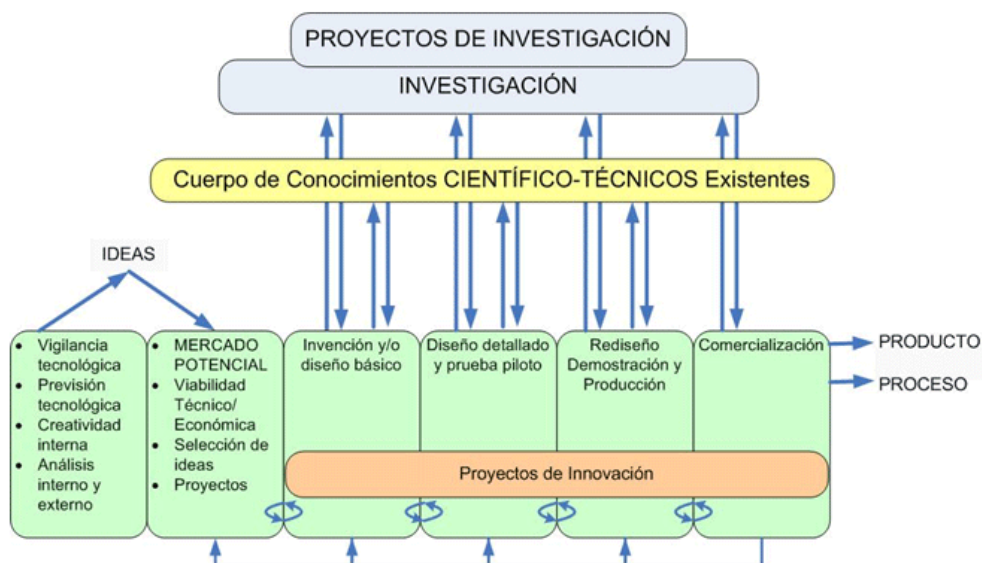 PROYECTOS DE INVESTIGACIÓN
INVESTIGACIÓN
Cuerpo de Conocimientos CIENTÍFICO-TÉCNICOS Existentes
IDEAS
• Vigilancia
tecnológica
• Previsión
tecnológica
• Creatividad
interna
• Análisis
interno y
externo
• MERCADO
POTENCIAL
• Viabilidad
Técnico/
Económica
• Selección de
ideas
• Proyectos
Invención y/o
diseño básico
Diseño detallado
y prueba piloto
Rediseño
Demostración y
Producción
Comercialización
PRODUCTO
PROCESO
Proyectos de Innovación